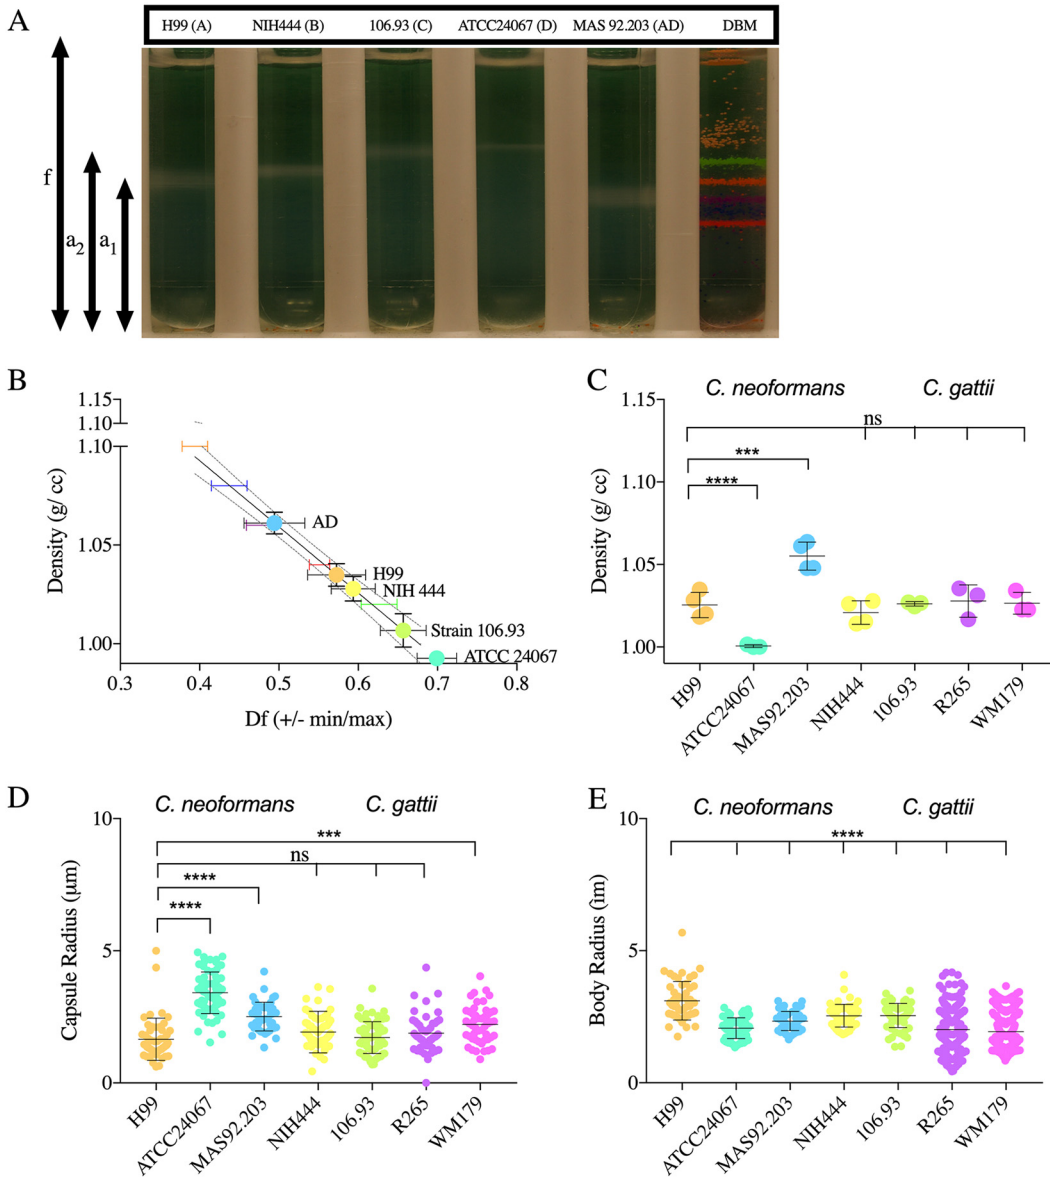 A
H99 (A) NIH444 (B) 106.93 (C) ATCC24067 (D) MAS 92.203 (AD) DBM
f
a2 a1
B
1.15
1.10
1.10
1.05
1.00
Density (g/ cc)
AD
H99
NIH 444
Strain 106.93
ATCC 24067
0.3 0.4 0.5 0.6 0.7 0.8
Df (+/- min/max)
C
C. neoformans C. gattii
1.15
1.10
1.05
1.00
Density (g/ cc)
ns
***
****
H99 ATCC24067 MAS92.203 NIH444 106.93 R265 WM179
D
C. neoformans C. gattii
10
5
0
Capsule Radius (µm)
***
ns
****
****
H99 ATCC24067 MAS92.203 NIH444 106.93 R265 WM179
E
C. neoformans C. gattii
10
5
0
Body Radius (im)
****
H99 ATCC24067 MAS92.203 NIH444 106.93 R265 WM179